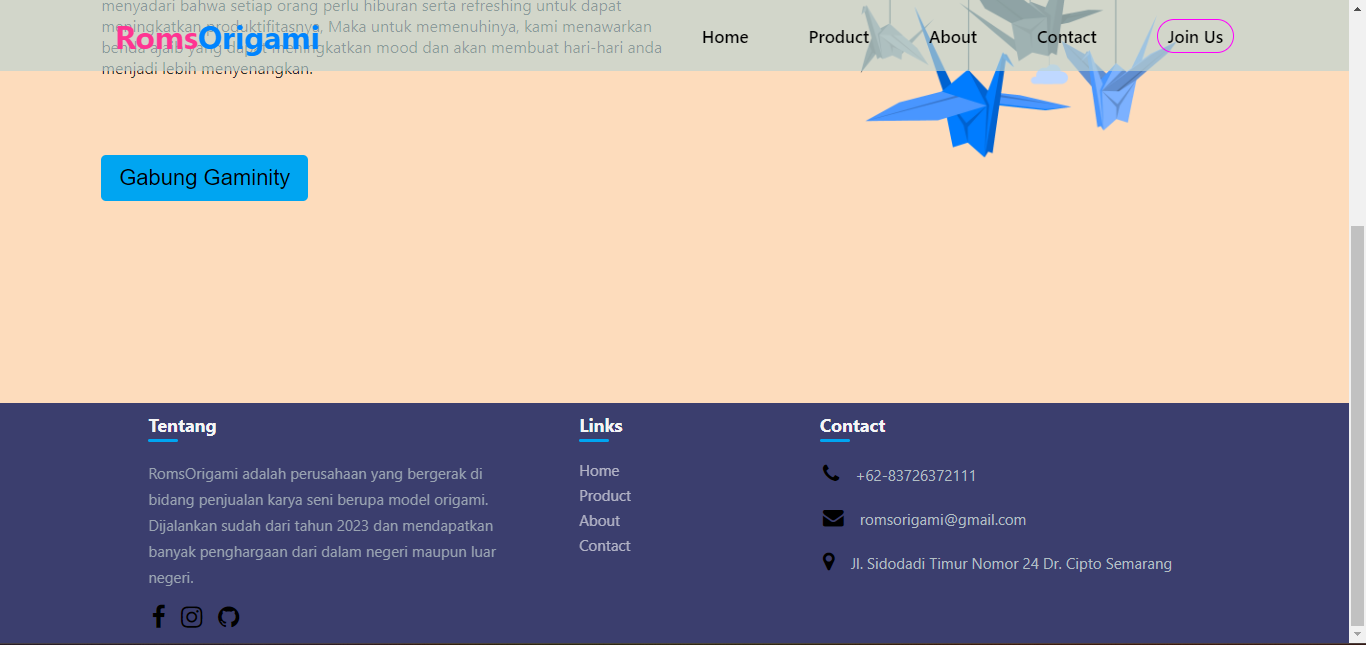 menyadari bahwa setiap orang perlu hiburan serta refreshing untuk dapat
meningkatkan produktifitasnya, Maka untuk memenuhinya, kami menawarkan
benda ajaib yang dapat meningkatkan mood dan akan membuat hari-hari anda
menjadi lebih menyenangkan.
RomsOrigami
Home
Product
About
Contact
Join Us
Gabung Gaminity
Tentang
RomsOrigami adalah perusahaan yang bergerak di
bidang penjualan karya seni berupa model origami.
Dijalankan sudah dari tahun 2023 dan mendapatkan
banyak penghargaan dari dalam negeri maupun luar
negeri.
Links
Home
Product
About
Contact
Contact
+62-83726372111
romsorigami@gmail.com
Jl. Sidodadi Timur Nomor 24 Dr. Cipto Semarang